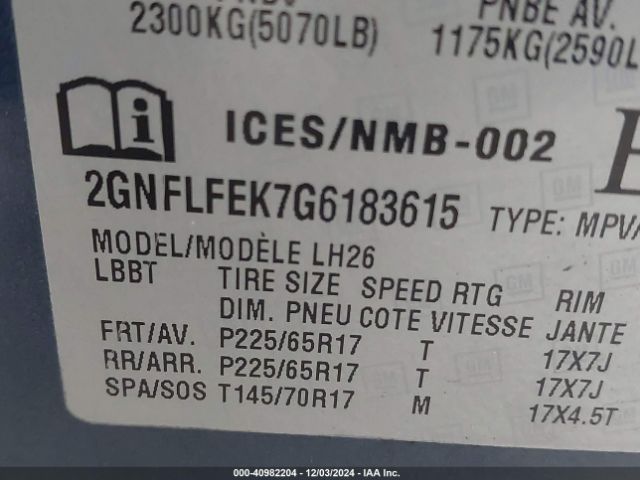 2300KG(5070LB)
PNBE AV.
1175KG(2590L
ICES/NMB-002
2GNFLFEK7G6183615 TYPE: MPV/
MODEL/MODÈLE LH26
LBBT TIRE SIZE SPEED RTG RIM
DIM. PNEU COTE VITESSE JANTE
FRT/AV. P225/65R17 T 17X7J
RR/ARR. P225/65R17 T 17X7J
SPA/SOS T145/70R17 M 17X4.5T
GM
000-40982204 - 12/03/2024 - IAA Inc.